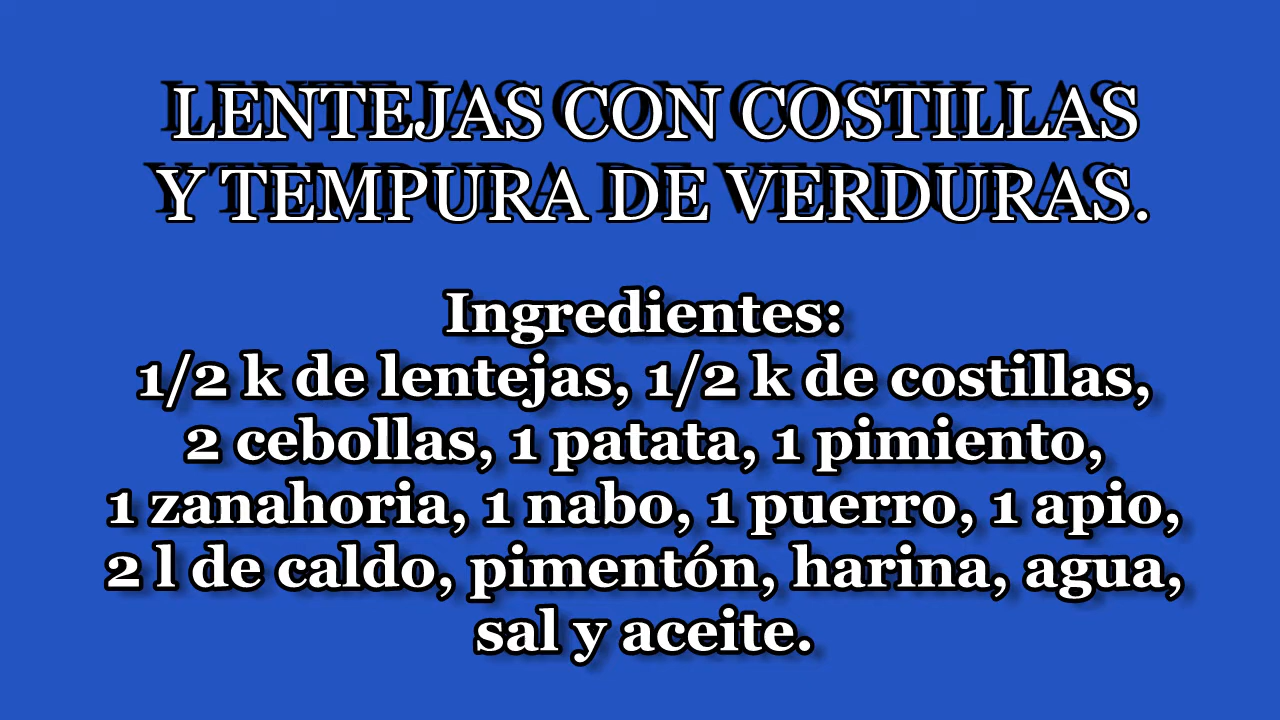 LENTEJAS CON COSTILLAS
Y TEMPURA DE VERDURAS.
Ingredientes:
1/2 k de lentejas, 1/2 k de costillas,
2 cebollas, 1 patata, 1 pimiento,
1 zanahoria, 1 nabo, 1 puerro, 1 apio,
2 l de caldo, pimentón, harina, agua,
sal y aceite.